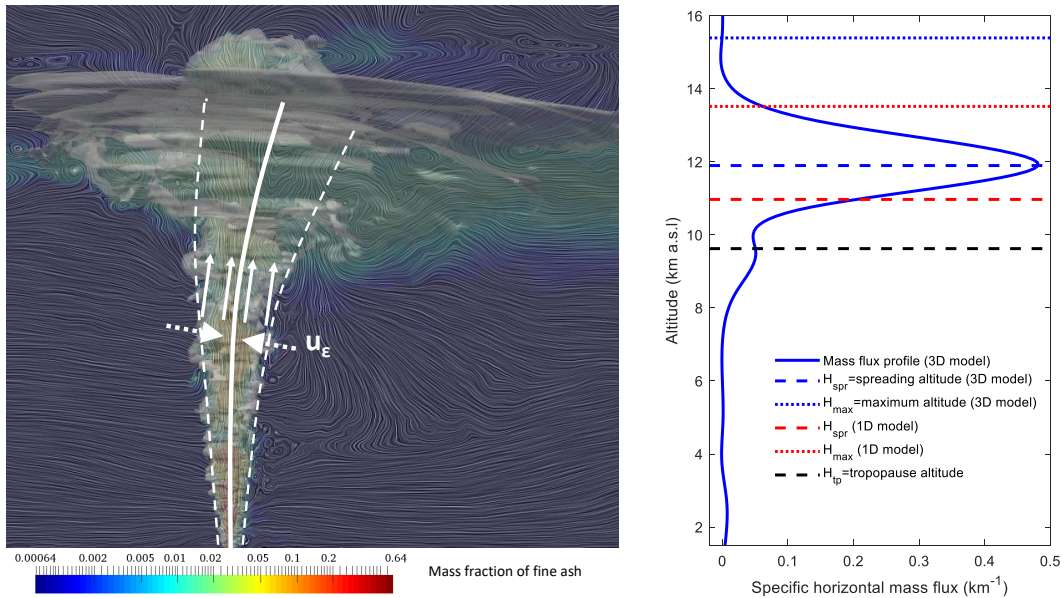 uε
0.00064 0.002 0.005 0.01 0.02 0.05 0.1 0.2 0.64
Mass fraction of fine ash
16
14
12
10
8
6
4
2
Altitude (km a.s.l)
Mass flux profile (3D model)
Hspr=spreading altitude (3D model)
Hmax=maximum altitude (3D model)
Hspr (1D model)
Hmax (1D model)
Htp=tropopause altitude
0 0.1 0.2 0.3 0.4 0.5
Specific horizontal mass flux (km-1)